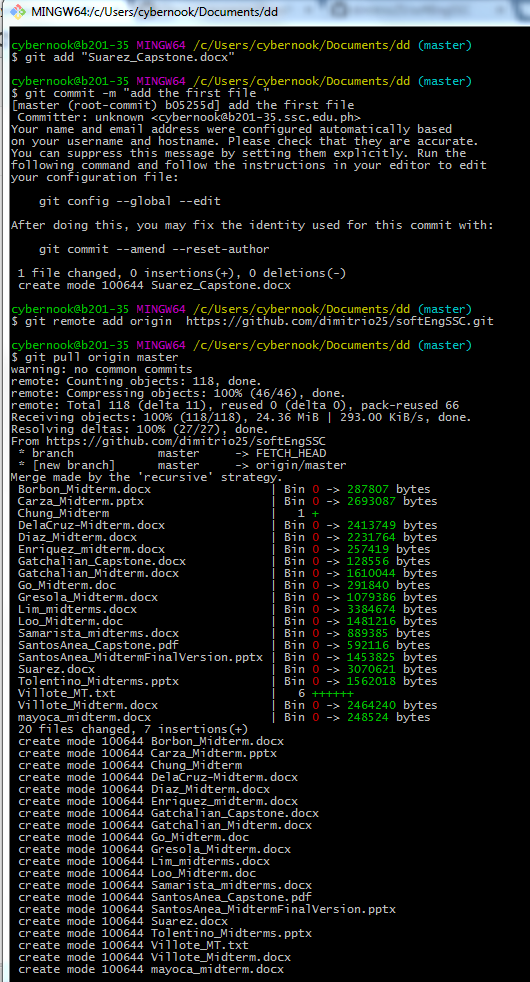 MINGW64:/c/Users/cybernook/Documents/dd
cybernook@b201-35 MINGW64 /c/Users/cybernook/Documents/dd (master)
$ git add "Suarez_Capstone.docx"
cybernook@b201-35 MINGW64 /c/Users/cybernook/Documents/dd (master)
$ git commit -m "add the first file "
[master (root-commit) b05255d] add the first file
 Committer: unknown <cybernook@b201-35.ssc.edu.ph>
Your name and email address were configured automatically based
on your username and hostname. Please check that they are accurate.
You can suppress this message by setting them explicitly. Run the
following command and follow the instructions in your editor to edit
your configuration file:
    git config --global --edit
After doing this, you may fix the identity used for this commit with:
    git commit --amend --reset-author
 1 file changed, 0 insertions(+), 0 deletions(-)
 create mode 100644 Suarez_Capstone.docx
cybernook@b201-35 MINGW64 /c/Users/cybernook/Documents/dd (master)
$ git remote add origin  https://github.com/dimitrio25/softEngSSC.git
cybernook@b201-35 MINGW64 /c/Users/cybernook/Documents/dd (master)
$ git pull origin master
warning: no common commits
remote: Counting objects: 118, done.
remote: Compressing objects: 100% (46/46), done.
remote: Total 118 (delta 11), reused 0 (delta 0), pack-reused 66
Receiving objects: 100% (118/118), 24.36 MiB | 293.00 KiB/s, done.
Resolving deltas: 100% (27/27), done.
From https://github.com/dimitrio25/softEngSSC
 * branch            master     -> FETCH_HEAD
 * [new branch]      master     -> origin/master
Merge made by the 'recursive' strategy.
 Borbon_Midterm.docx               | Bin 0 -> 287807 bytes
 Carza_Midterm.pptx                | Bin 0 -> 2693087 bytes
 Chung_Midterm                     |   1 +
 DelaCruz-Midterm.docx             | Bin 0 -> 2413749 bytes
 Diaz_Midterm.docx                 | Bin 0 -> 2231764 bytes
 Enriquez_midterm.docx             | Bin 0 -> 257419 bytes
 Gatchalian_Capstone.docx          | Bin 0 -> 128556 bytes
 Gatchalian_Midterm.docx           | Bin 0 -> 1610044 bytes
 Go_Midterm.doc                    | Bin 0 -> 291840 bytes
 Gresola_Midterm.docx              | Bin 0 -> 1079386 bytes
 Lim_midterms.docx                 | Bin 0 -> 3384674 bytes
 Loo_Midterm.doc                   | Bin 0 -> 1481216 bytes
 Samarista_midterms.docx           | Bin 0 -> 889385 bytes
 SantosAnea_Capstone.pdf           | Bin 0 -> 592116 bytes
 SantosAnea_MidtermFinalVersion.pptx | Bin 0 -> 1453825 bytes
 Suarez.docx                       | Bin 0 -> 3070621 bytes
 Tolentino_Midterms.pptx           | Bin 0 -> 1562018 bytes
 Villote_MT.txt                    |   6 ++++++
 Villote_Midterm.docx              | Bin 0 -> 2464240 bytes
 mayoca_midterm.docx               | Bin 0 -> 248524 bytes
 20 files changed, 7 insertions(+)
 create mode 100644 Borbon_Midterm.docx
 create mode 100644 Carza_Midterm.pptx
 create mode 100644 Chung_Midterm
 create mode 100644 DelaCruz-Midterm.docx
 create mode 100644 Diaz_Midterm.docx
 create mode 100644 Enriquez_midterm.docx
 create mode 100644 Gatchalian_Capstone.docx
 create mode 100644 Gatchalian_Midterm.docx
 create mode 100644 Go_Midterm.doc
 create mode 100644 Gresola_Midterm.docx
 create mode 100644 Lim_midterms.docx
 create mode 100644 Loo_Midterm.doc
 create mode 100644 Samarista_midterms.docx
 create mode 100644 SantosAnea_Capstone.pdf
 create mode 100644 SantosAnea_MidtermFinalVersion.pptx
 create mode 100644 Suarez.docx
 create mode 100644 Tolentino_Midterms.pptx
 create mode 100644 Villote_MT.txt
 create mode 100644 Villote_Midterm.docx
 create mode 100644 mayoca_midterm.docx